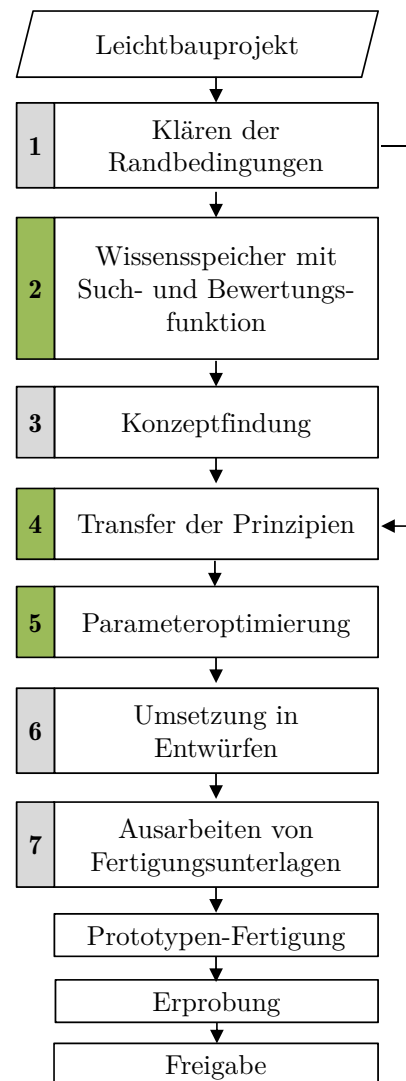 Leichtbauprojekt
1
Klären der
Randbedingungen
2
Wissensspeicher mit
Such- und Bewertungs-
funktion
3
Konzeptfindung
4
Transfer der Prinzipien
5
Parameteroptimierung
6
Umsetzung in
Entwürfen
7
Ausarbeiten von
Fertigungsunterlagen
Prototypen-Fertigung
Erprobung
Freigabe